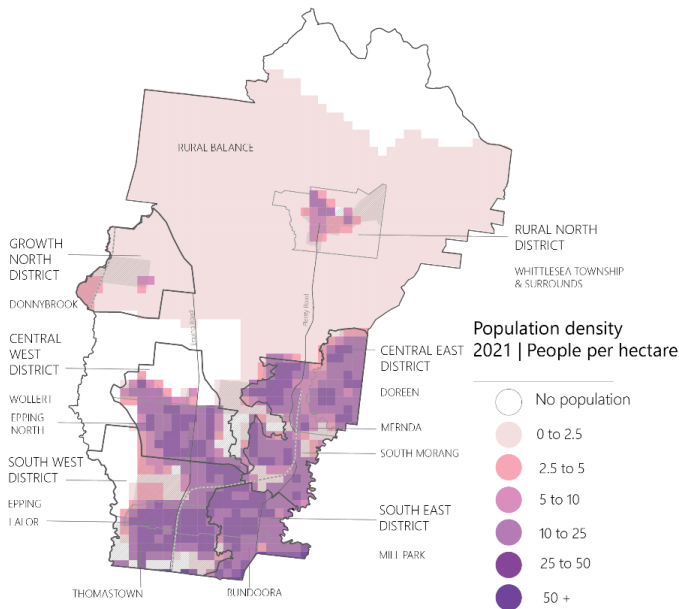 RURAL BALANCE
GROWTH
NORTH
DISTRICT
DONNYBROOK
CENTRAL
WEST
DISTRICT
WOLLERT
EPPING
NORTH
SOUTH WEST
DISTRICT
EPPING
LALOR
THOMASTOWN
BUNDOORA
Plenty Road
RURAL NORTH
DISTRICT
WHITTLESEA TOWNSHIP
& SURROUNDS
CENTRAL EAST
DISTRICT
DOREEN
MERNDA
SOUTH MORANG
SOUTH EAST
DISTRICT
MILL PARK
Population density
2021 | People per hectare
No population
0 to 2.5
2.5 to 5
5 to 10
10 to 25
25 to 50
50 +